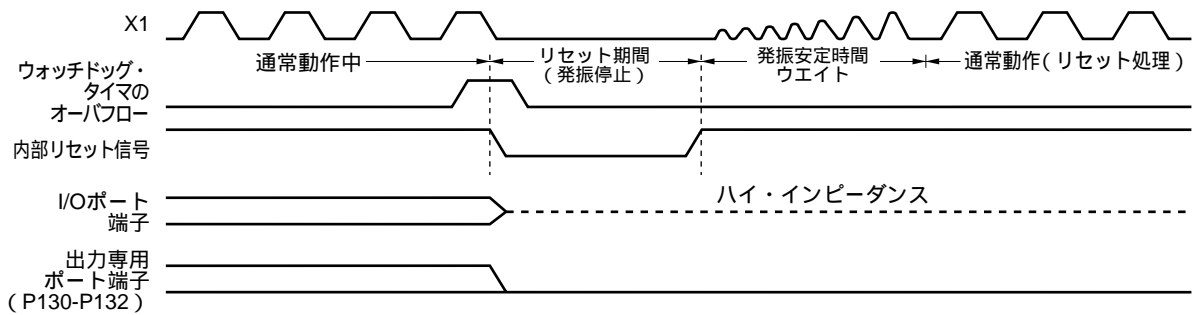 X1
通常動作中
リセット期間
(発振停止)
発振安定時間
ウエイト
通常動作(リセット処理)
ウォッチドッグ・
タイマの
オーバフロー
内部リセット信号
I/Oポート
端子
ハイ・インピーダンス
出力専用
ポート端子
(P130-P132)